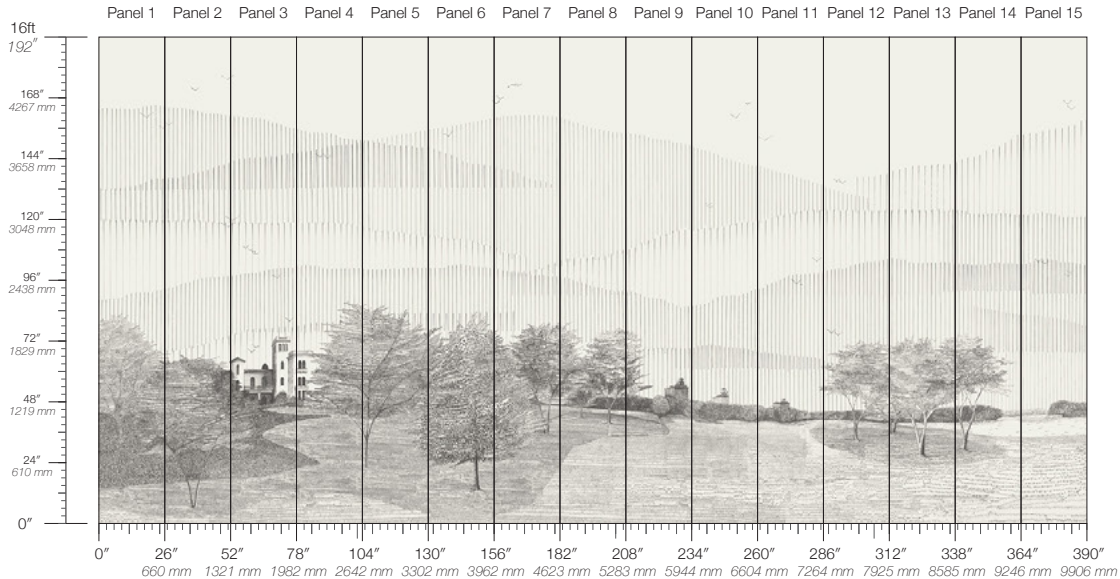 Panel 1 Panel 2 Panel 3 Panel 4 Panel 5 Panel 6 Panel 7 Panel 8 Panel 9 Panel 10 Panel 11 Panel 12 Panel 13 Panel 14 Panel 15
16ft
192″
168″
4267 mm
144″
3658 mm
120″
3048 mm
96″
2438 mm
72″
1829 mm
48″
1219 mm
24″
610 mm
0″
0″ 26″ 52″ 78″ 104″ 130″ 156″ 182″ 208″ 234″ 260″ 286″ 312″ 338″ 364″ 390″
660 mm 1321 mm 1982 mm 2642 mm 3302 mm 3962 mm 4623 mm 5283 mm 5944 mm 6604 mm 7264 mm 7925 mm 8585 mm 9246 mm 9906 mm